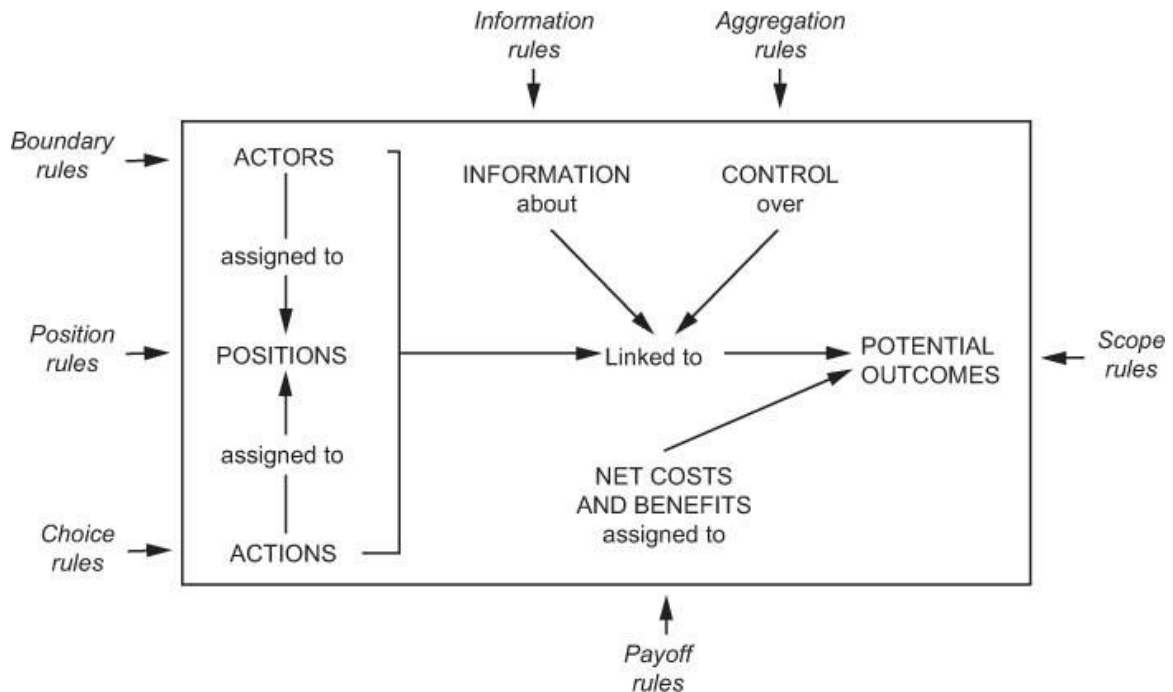 Information
rules
Aggregation
rules
Boundary
rules
ACTORS
INFORMATION
about
CONTROL
over
assigned to
Position
rules
POSITIONS
Linked to
POTENTIAL
OUTCOMES
Scope
rules
assigned to
NET COSTS
AND BENEFITS
assigned to
Choice
rules
ACTIONS
Payoff
rules